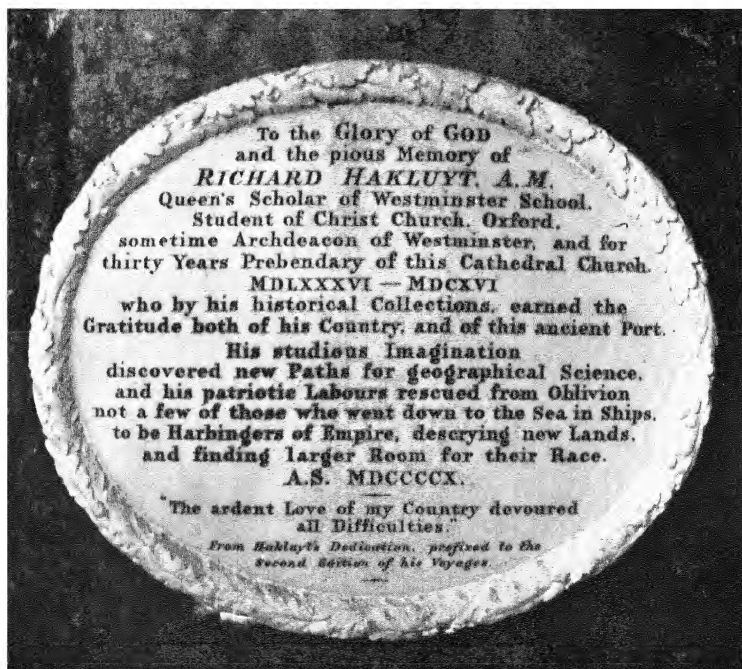 To the Glory of GOD
and the pious Memory of
RICHARD HAKLUYT, A.M.
Queen's Scholar of Westminster School,
Student of Christ Church, Oxford,
sometime Archdeacon of Westminster, and for
thirty Years Prebendary of this Cathedral Church.
MDLXXXVI — MDCXVI
who by his historical Collections, earned the
Gratitude both of his Country, and of this ancient Port.
His studious Imagination
discovered new Paths for geographical Science,
and his patriotic Labours rescued from Oblivion
not a few of those who went down to the Sea in Ships,
to be Harbingers of Empire, descrying new Lands,
and finding larger Room for their Race.
A.S. MDCCCCX.
"The ardent Love of my Country devoured
all Difficulties."
From Hakluyt's Dedication, prefixed to the
Second Edition of his Voyages.